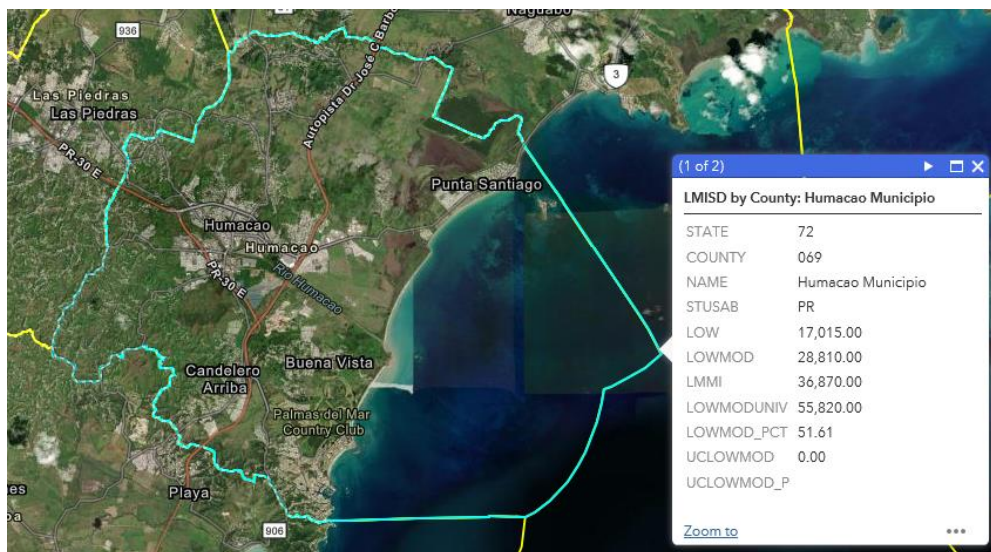 Naguabo
936
3
Las Piedras
Las Piedras
Autopista Dr José C Barbo
PR-30 E
Punta Santiago
Humacao
Humacao
PR-30 E
Río Humacao
Candelero
Arriba
Buena Vista
Palmas del Mar
Country Club
es
Playa
oa
906
(1 of 2)
LMISD by County: Humacao Municipio
STATE 72
COUNTY 069
NAME Humacao Municipio
STUSAB PR
LOW 17,015.00
LOWMOD 28,810.00
LMMI 36,870.00
LOWMODUNIV 55,820.00
LOWMOD_PCT 51.61
UCLOWMOD 0.00
UCLOWMOD_P
Zoom to